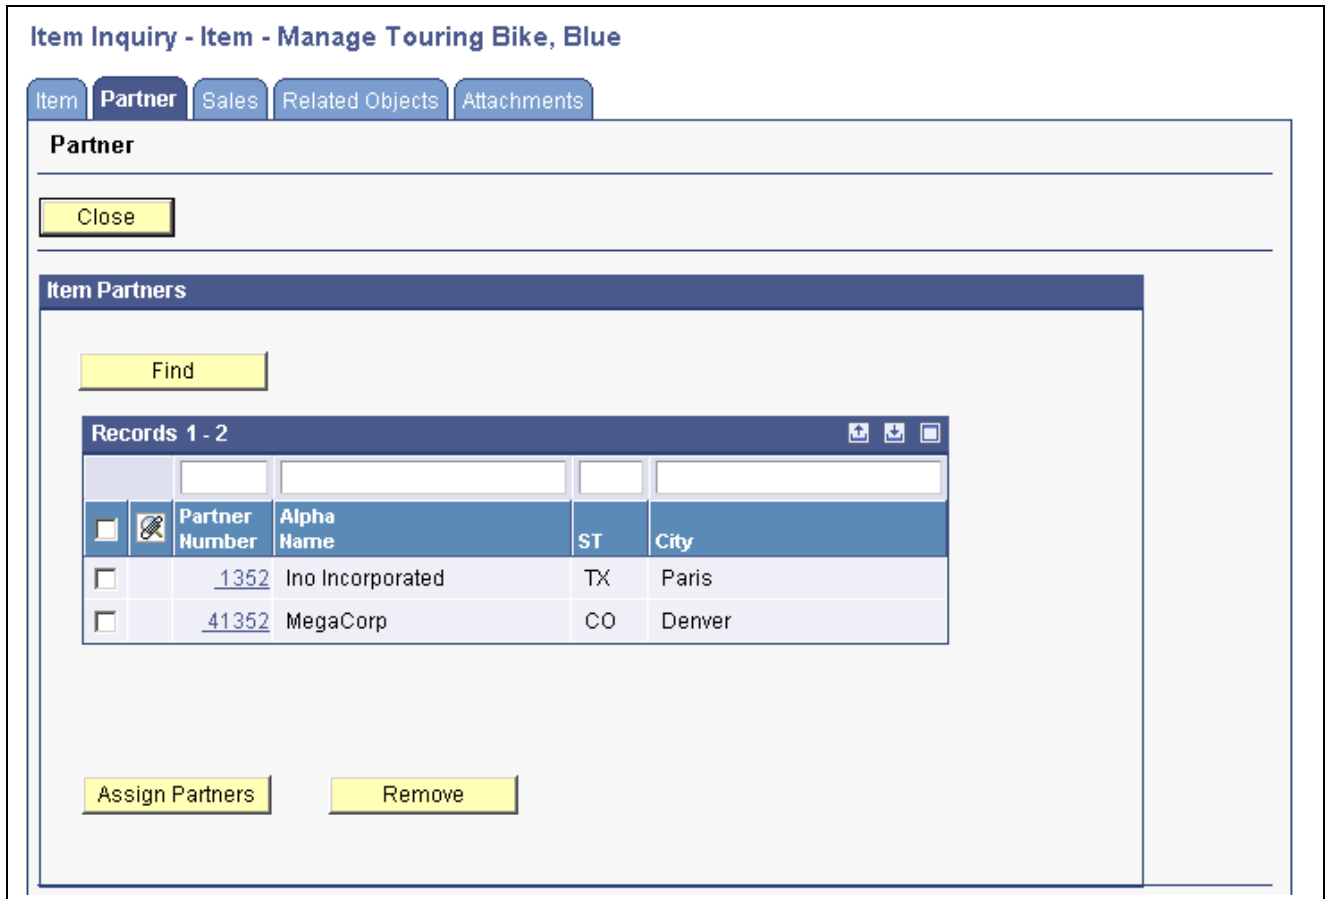 Item Inquiry - Item - Manage Touring Bike, Blue
Item Partner Sales Related Objects Attachments
Partner
Close
Item Partners
Find
Records 1 - 2
Partner Number Alpha Name ST City
1352 Ino Incorporated TX Paris
41352 MegaCorp CO Denver
Assign Partners Remove